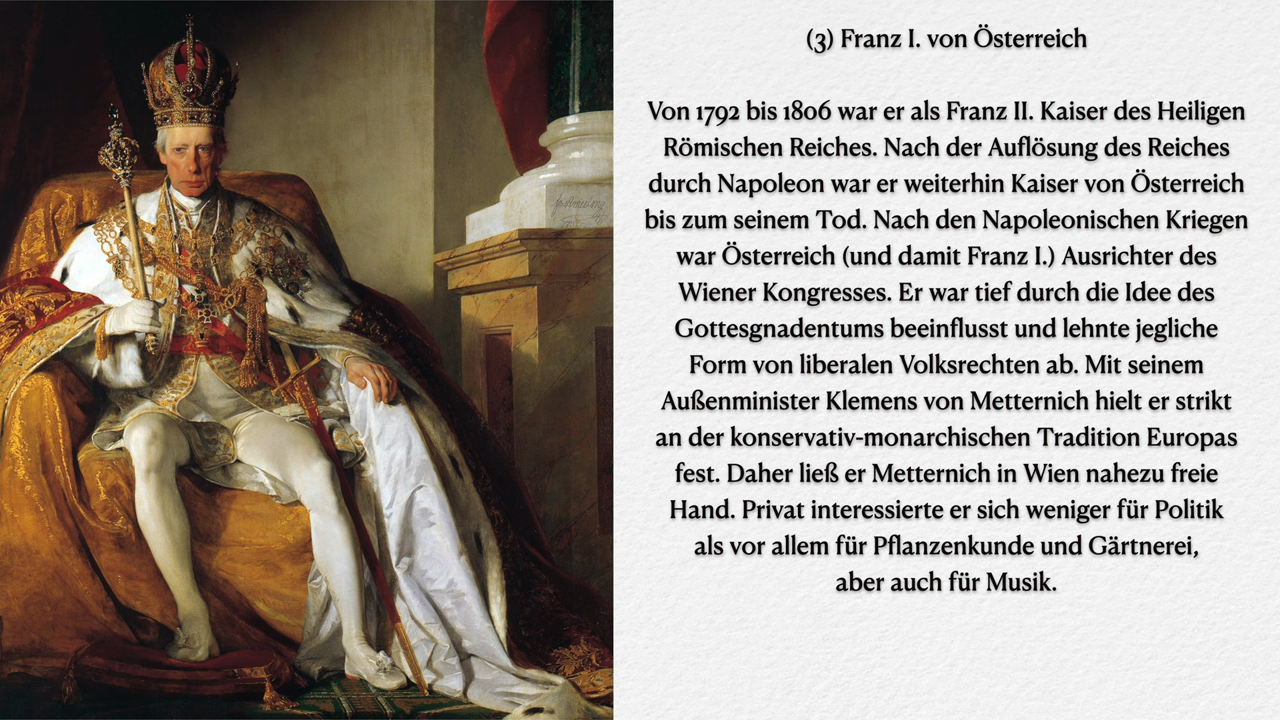 (3) Franz I. von Österreich
Von 1792 bis 1806 war er als Franz II. Kaiser des Heiligen
Römischen Reiches. Nach der Auflösung des Reiches
durch Napoleon war er weiterhin Kaiser von Österreich
bis zum seinem Tod. Nach den Napoleonischen Kriegen
war Österreich (und damit Franz I.) Ausrichter des
Wiener Kongresses. Er war tief durch die Idee des
Gottesgnadentums beeinflusst und lehnte jegliche
Form von liberalen Volksrechten ab. Mit seinem
Außenminister Klemens von Metternich hielt er strikt
an der konservativ-monarchischen Tradition Europas
fest. Daher ließ er Metternich in Wien nahezu freie
Hand. Privat interessierte er sich weniger für Politik
als vor allem für Pflanzenkunde und Gärtnerei,
aber auch für Musik.